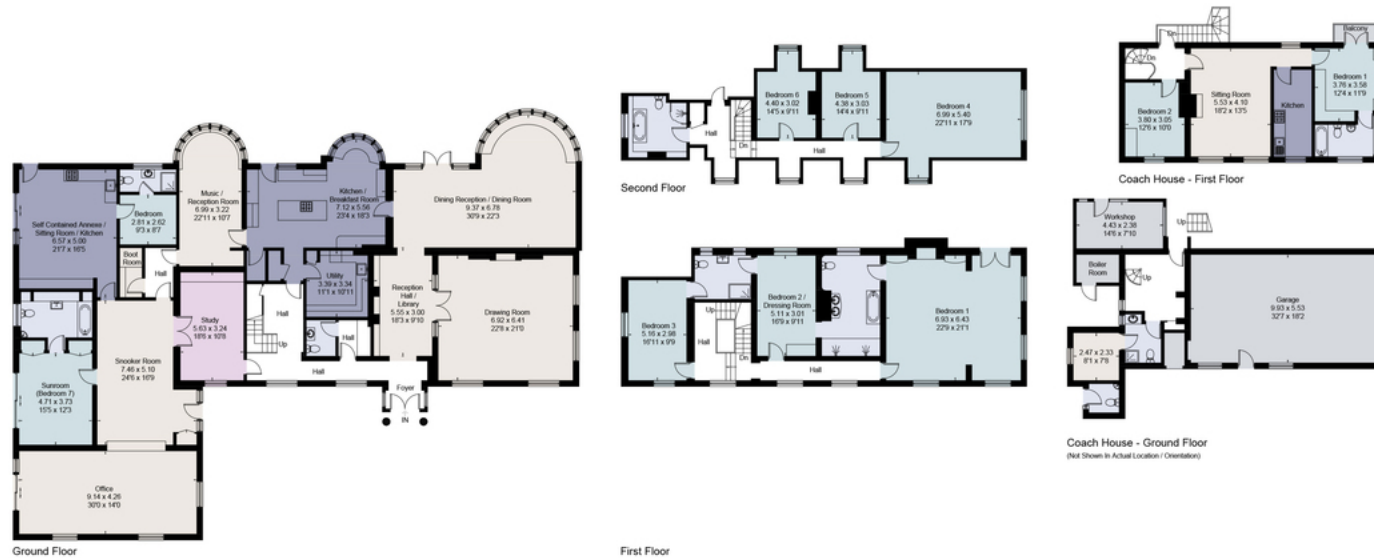 Self Contained Annexe /
Sitting Room / Kitchen
6.57 x 5.00
21'7 x 16'5
Bedroom
2.81 x 2.62
9'3 x 8'7
Boot
Room
Hall
Music /
Reception Room
6.99 x 3.22
22'11 x 10'7
Kitchen /
Breakfast Room
7.12 x 5.56
23'4 x 18'3
Utility
3.39 x 3.34
11'1 x 10'11
Dining Reception / Dining Room
9.37 x 6.78
30'9 x 22'3
Reception
Hall /
Library
5.55 x 3.00
18'3 x 9'10
Drawing Room
6.92 x 6.41
22'8 x 21'0
Study
5.63 x 3.24
18'6 x 10'8
Hall
Up
Hall
Hall
Foyer
IN
Snooker Room
7.46 x 5.10
24'6 x 16'9
Sunroom
(Bedroom 7)
4.71 x 3.73
15'5 x 12'3
Office
9.14 x 4.26
30'0 x 14'0
Ground Floor
Hall
Dn
Bedroom 6
4.40 x 3.02
14'5 x 9'11
Bedroom 5
4.38 x 3.03
14'4 x 9'11
Bedroom 4
6.99 x 5.40
22'11 x 17'9
Hall
Second Floor
Bedroom 3
5.16 x 2.98
16'11 x 9'9
Hall
Dn
Bedroom 2 /
Dressing Room
5.11 x 3.01
16'9 x 9'11
Bedroom 1
6.93 x 6.43
22'9 x 21'1
Hall
First Floor
Dn
Dn
Bedroom 2
3.80 x 3.05
12'6 x 10'0
Sitting Room
5.53 x 4.10
18'2 x 13'5
Kitchen
Balcony
Bedroom 1
3.76 x 3.58
12'4 x 11'9
Coach House - First Floor
Workshop
4.43 x 2.38
14'6 x 7'10
Up
Boiler
Room
Up
Garage
9.93 x 5.53
32'7 x 18'2
2.47 x 2.33
8'1 x 7'8
Coach House - Ground Floor
(Not Shown In Actual Location / Orientation)